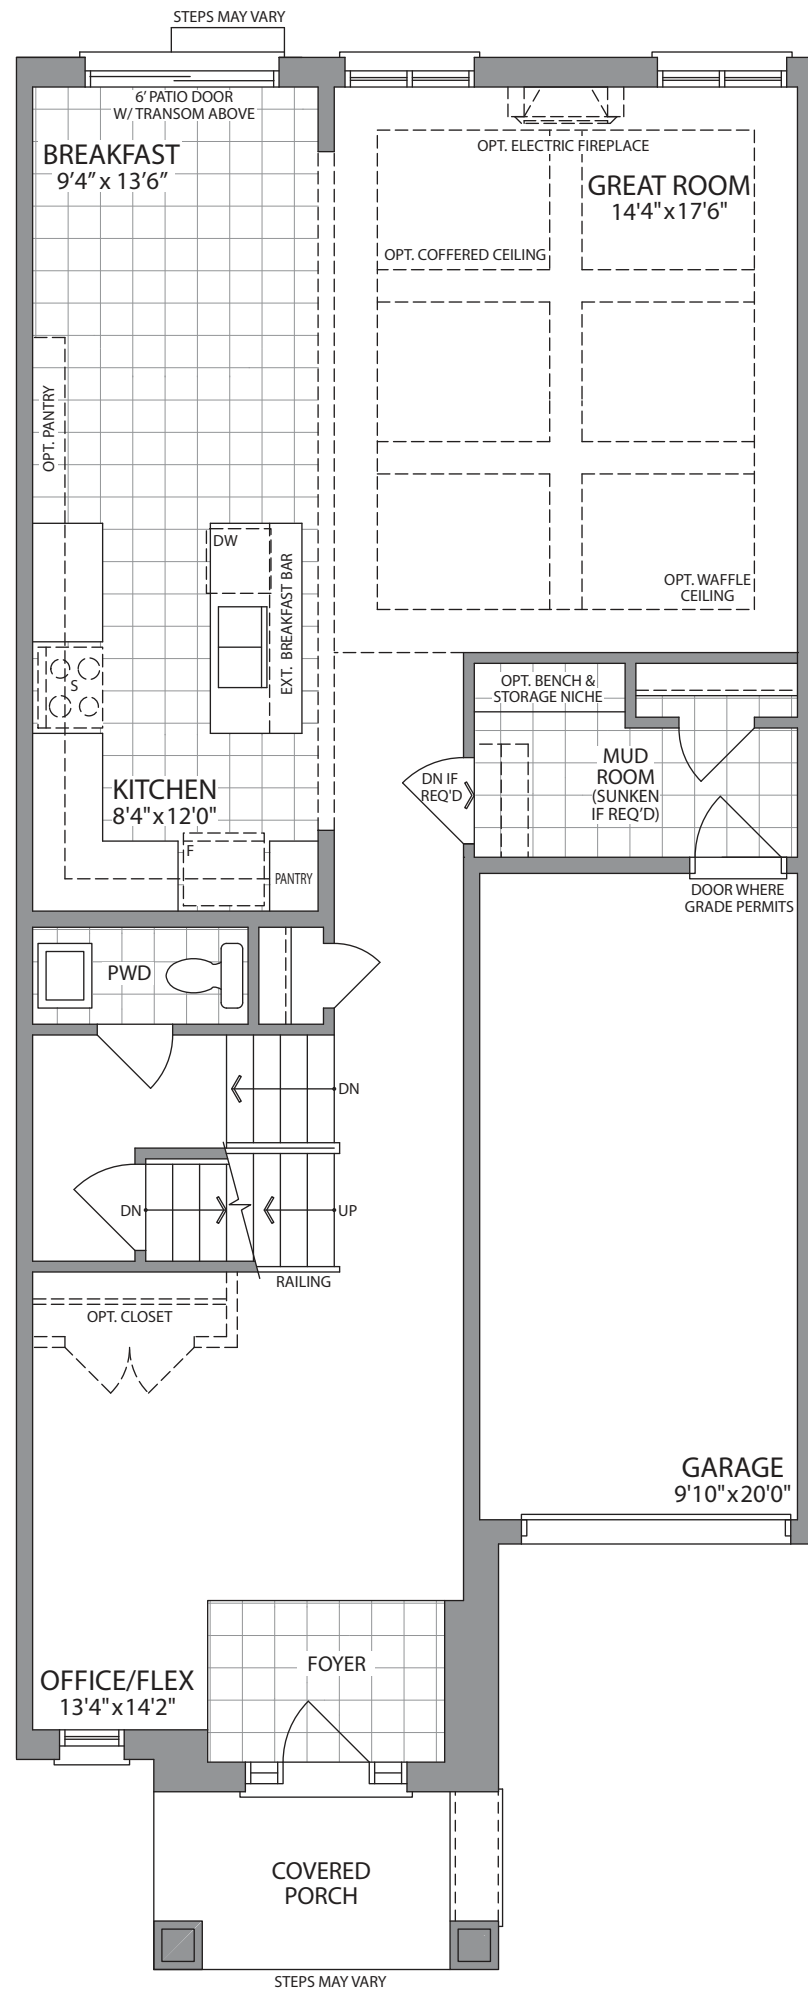 STEPS MAY VARY
6' PATIO DOOR
W/ TRANSOM ABOVE
BREAKFAST
9'4" x 13'6"
OPT. ELECTRIC FIREPLACE
GREAT ROOM
14'4" x 17'6"
OPT. COFFERED CEILING
OPT. PANTRY
DW
EXT. BREAKFAST BAR
OPT. WAFFLE
CEILING
S
OPT. BENCH &
STORAGE NICHE
MUD
ROOM
(SUNKEN
IF REQ'D)
DN IF
REQ'D
KITCHEN
8'4" x 12'0"
F
PANTRY
DOOR WHERE
GRADE PERMITS
PWD
DN
DN
UP
RAILING
OPT. CLOSET
GARAGE
9'10" x 20'0"
FOYER
OFFICE/FLEX
13'4" x 14'2"
COVERED
PORCH
STEPS MAY VARY